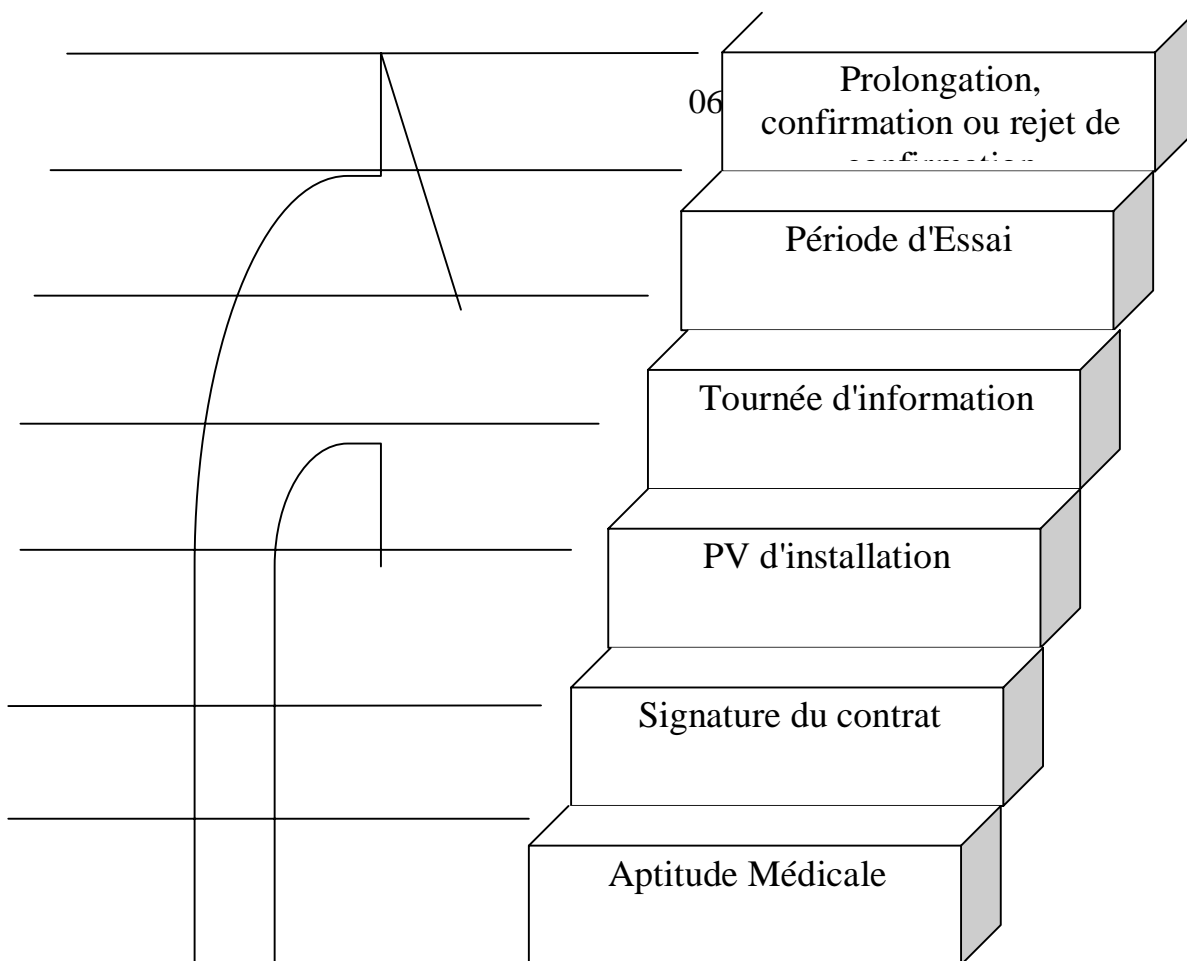 06
Prolongation,
confirmation ou rejet de
Période d'Essai
Tournée d'information
PV d'installation
Signature du contrat
Aptitude Médicale